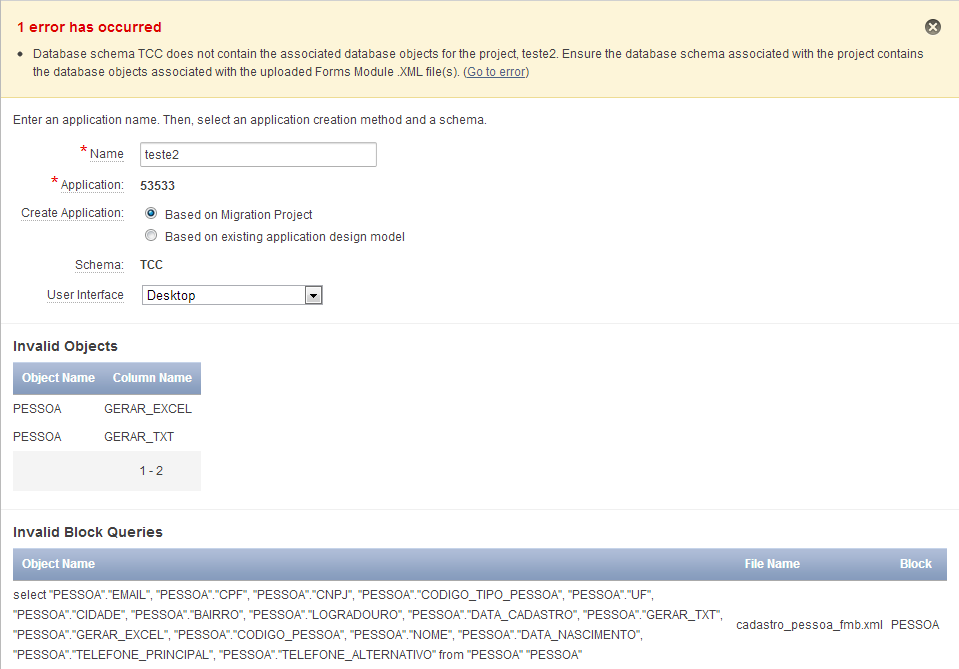 1 error has occurred
• Database schema TCC does not contain the associated database objects for the project, teste2. Ensure the database schema associated with the project contains
the database objects associated with the uploaded Forms Module .XML file(s). (Go to error)
Enter an application name. Then, select an application creation method and a schema.
* Name teste2
* Application: 53533
Create Application: Based on Migration Project
Based on existing application design model
Schema: TCC
User Interface Desktop
Invalid Objects
Object Name Column Name
PESSOA GERAR_EXCEL
PESSOA GERAR_TXT
1 - 2
Invalid Block Queries
Object Name File Name Block
select "PESSOA"."EMAIL", "PESSOA"."CPF", "PESSOA"."CNPJ", "PESSOA"."CODIGO_TIPO_PESSOA", "PESSOA"."UF",
"PESSOA"."CIDADE", "PESSOA"."BAIRRO", "PESSOA"."LOGRADOURO", "PESSOA"."DATA_CADASTRO", "PESSOA"."GERAR_TXT",
"PESSOA"."GERAR_EXCEL", "PESSOA"."CODIGO_PESSOA", "PESSOA"."NOME", "PESSOA"."DATA_NASCIMENTO",
"PESSOA"."TELEFONE_PRINCIPAL", "PESSOA"."TELEFONE_ALTERNATIVO" from "PESSOA" "PESSOA"
cadastro_pessoa_fmb.xml PESSOA